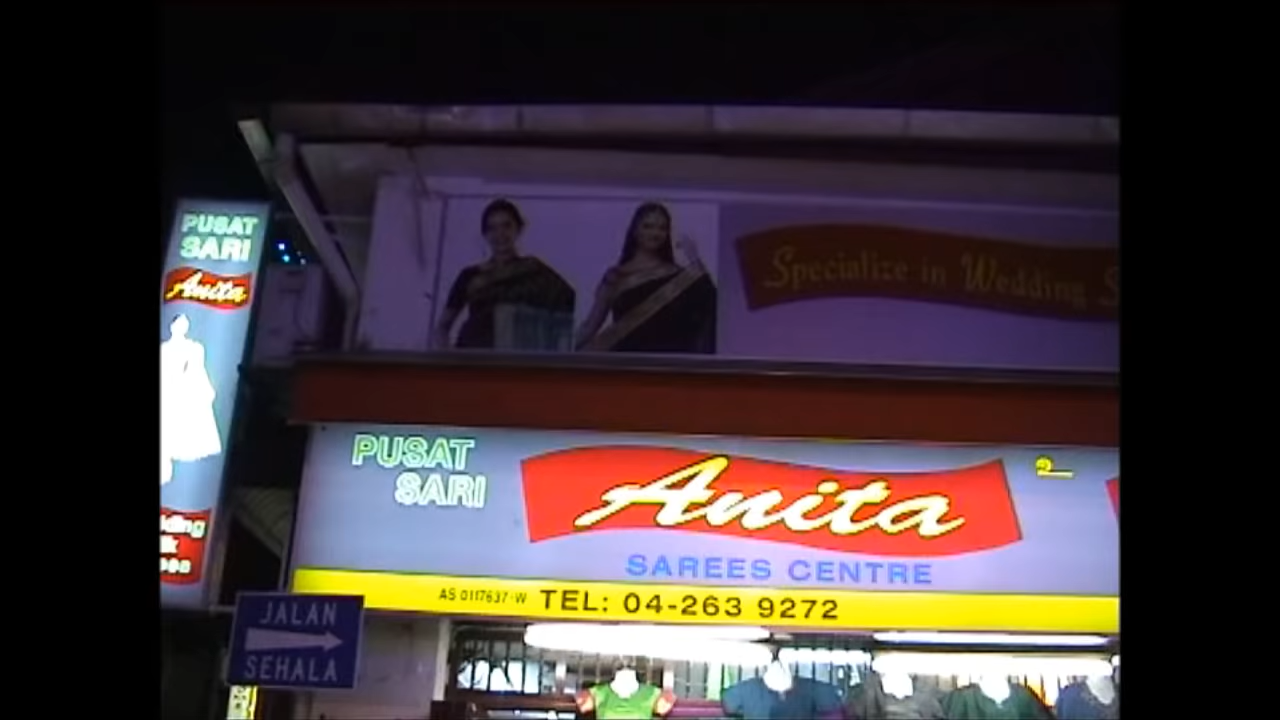 PUSAT
SARI
Anita
Specialize in Wedding S
PUSAT
SARI
Anita
SAREES CENTRE
AS 0117637-W TEL: 04-263 9272
JALAN
SEHALA